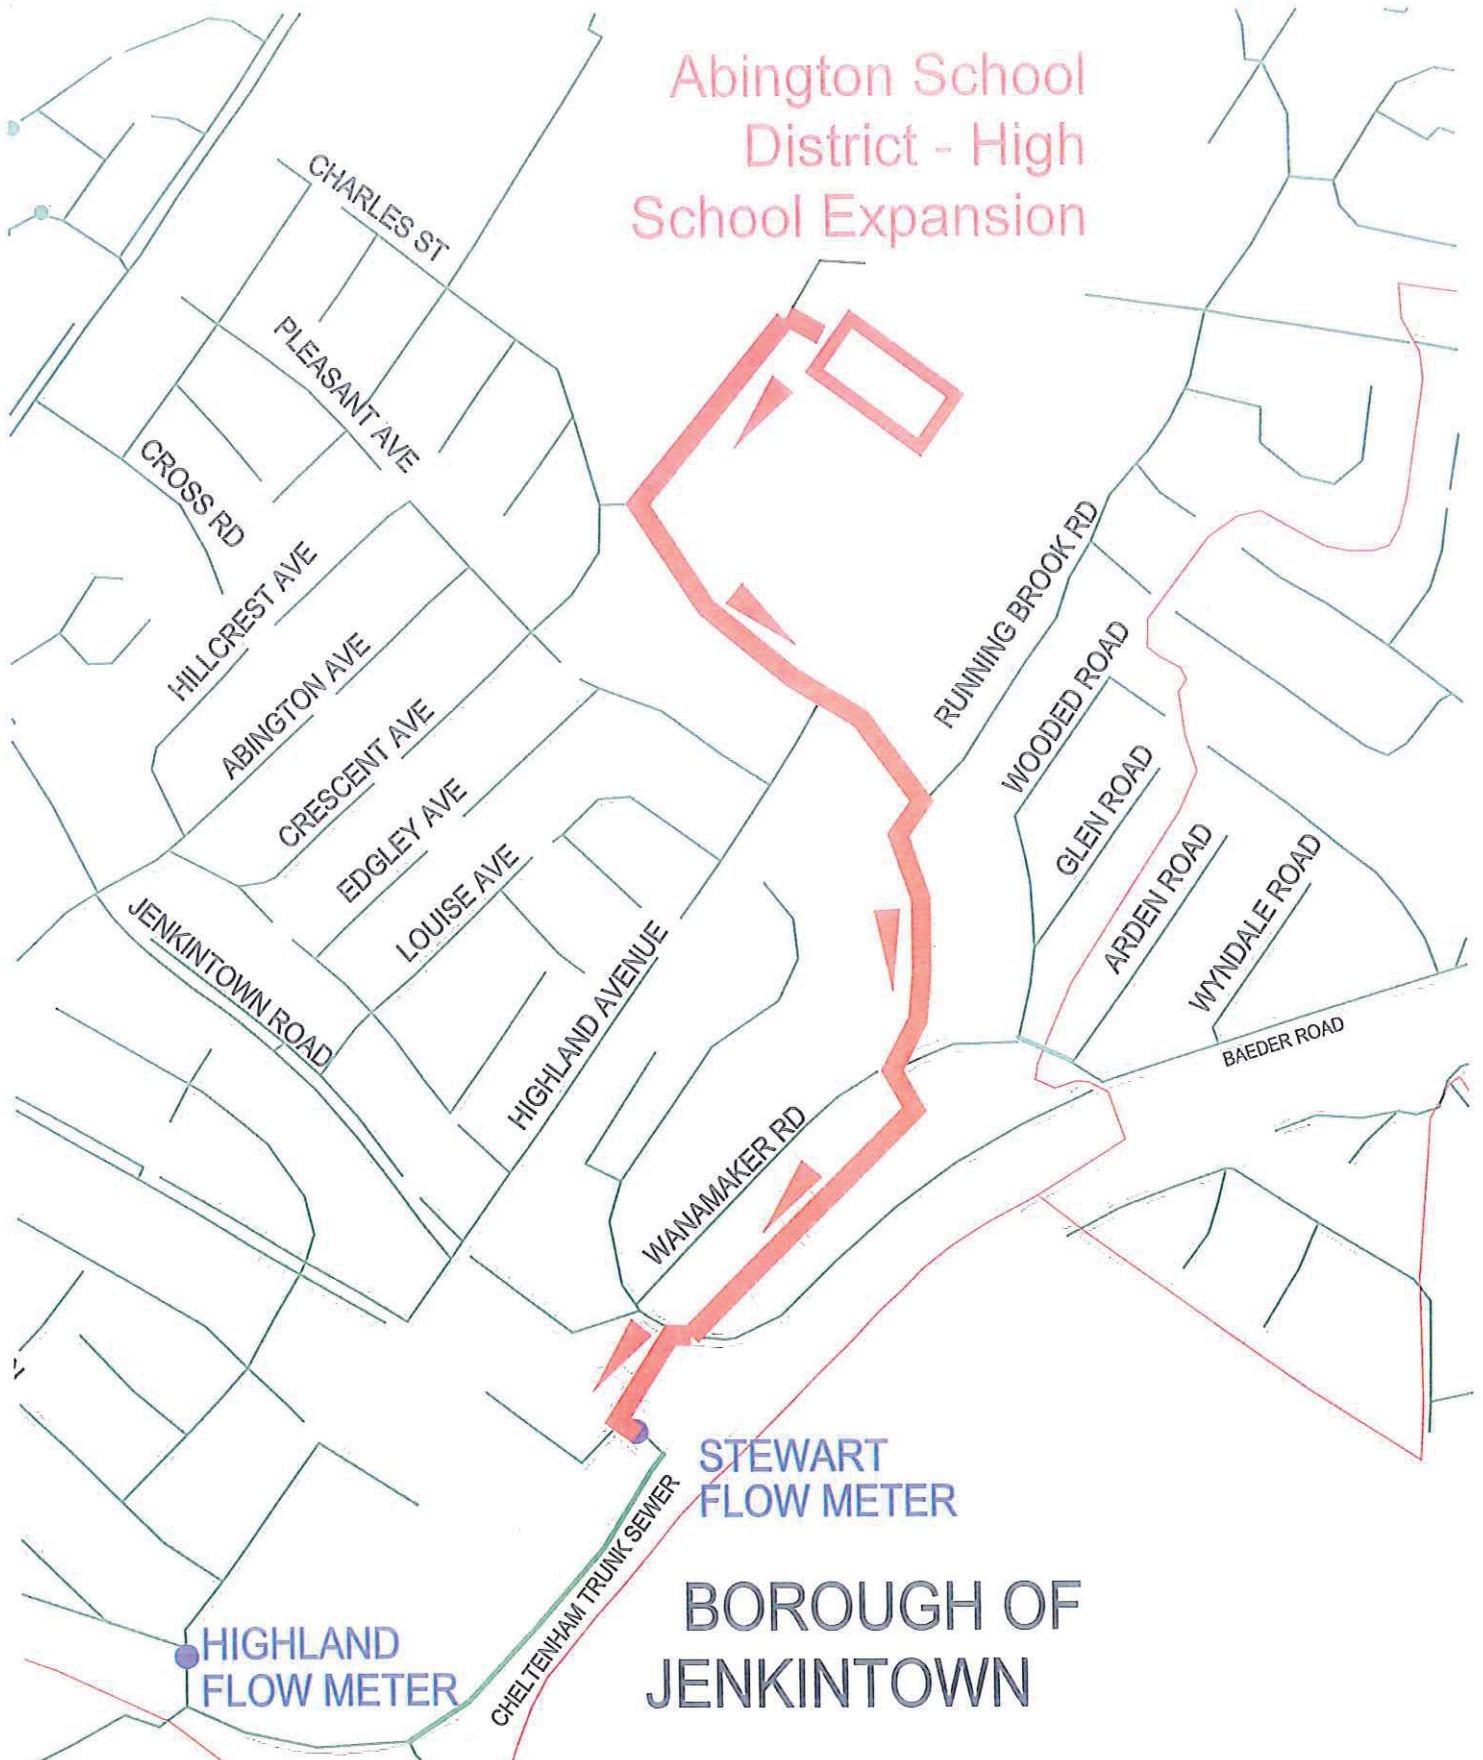 Abington School
District - High
School Expansion
CHARLES ST
PLEASANT AVE
CROSS RD
HILLCREST AVE
ABINGTON AVE
CRESCENT AVE
EDGLEY AVE
LOUISE AVE
JENKINTOWN ROAD
HIGHLAND AVENUE
RUNNING BROOK RD
WOODED ROAD
GLEN ROAD
ARDEN ROAD
WYNDALE ROAD
BAEDER ROAD
WANAMAKER RD
STEWART
FLOW METER
CHELTENHAM TRUNK SEWER
BOROUGH OF
JENKINTOWN
HIGHLAND
FLOW METER